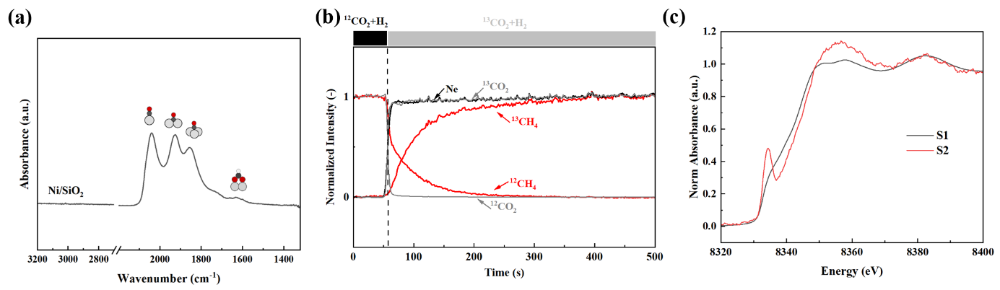 (a)
Absorbance (a.u.)
Ni/SiO₂
3200 3000 2800 2000 1800 1600 1400
Wavenumber (cm⁻¹)
(b)
¹²CO₂+H₂ ¹³CO₂+H₂
Normalized Intensity (-)
1
0
Ne
¹³CO₂
¹³CH₄
¹²CH₄
¹²CO₂
0 100 200 300 400 500
Time (s)
(c)
Norm Absorbance (a.u.)
1.2
1.0
0.8
0.6
0.4
0.2
0.0
S1
S2
8320 8340 8360 8380 8400
Energy (eV)